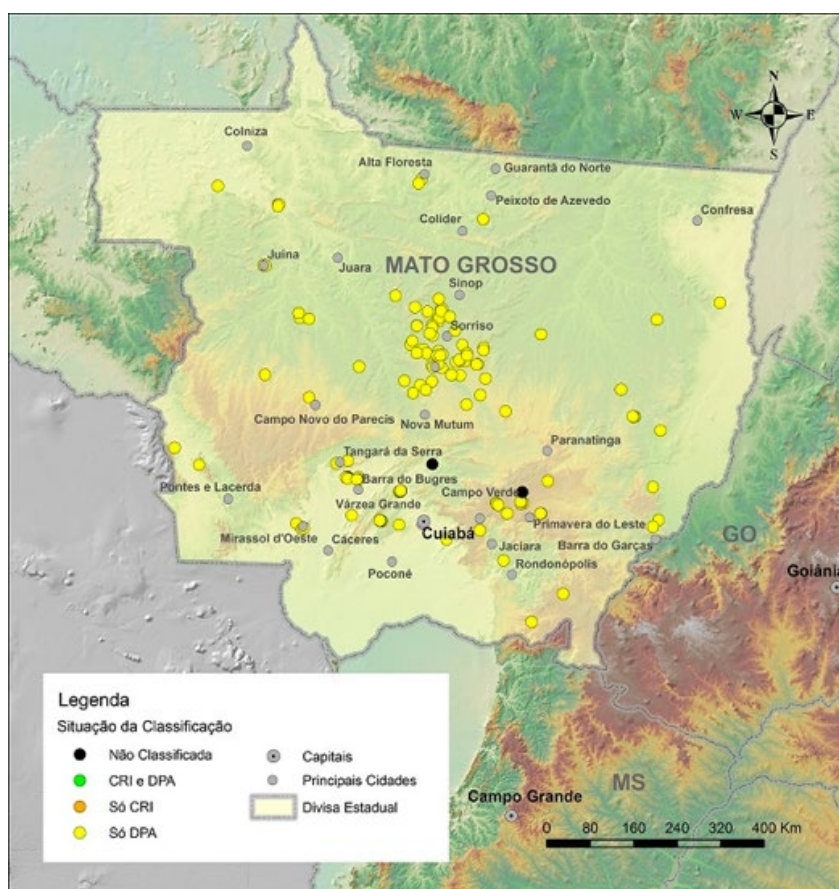 N
W E
S
Colniza
Alta Floresta
Guarantã do Norte
Peixoto de Azevedo
Confresa
Colider
Juina
Juara
MATO GROSSO
Sinop
Sorriso
Campo Novo do Parecis
Nova Mutum
Paranatinga
Tangará da Serra
Barra do Bugres
Pontes e Lacerda
Campo Verde
Várzea Grande
Primavera do Leste
Mirassol d'Oeste
Cuiabá
Cáceres
Jaciara
Barra do Garças
GO
Poconé
Rondonópolis
Goiânia
Legenda
Situação da Classificação
Não Classificada
CRI e DPA
Só CRI
Só DPA
Capitais
Principais Cidades
Divisa Estadual
MS
Campo Grande
0 80 160 240 320 400 Km